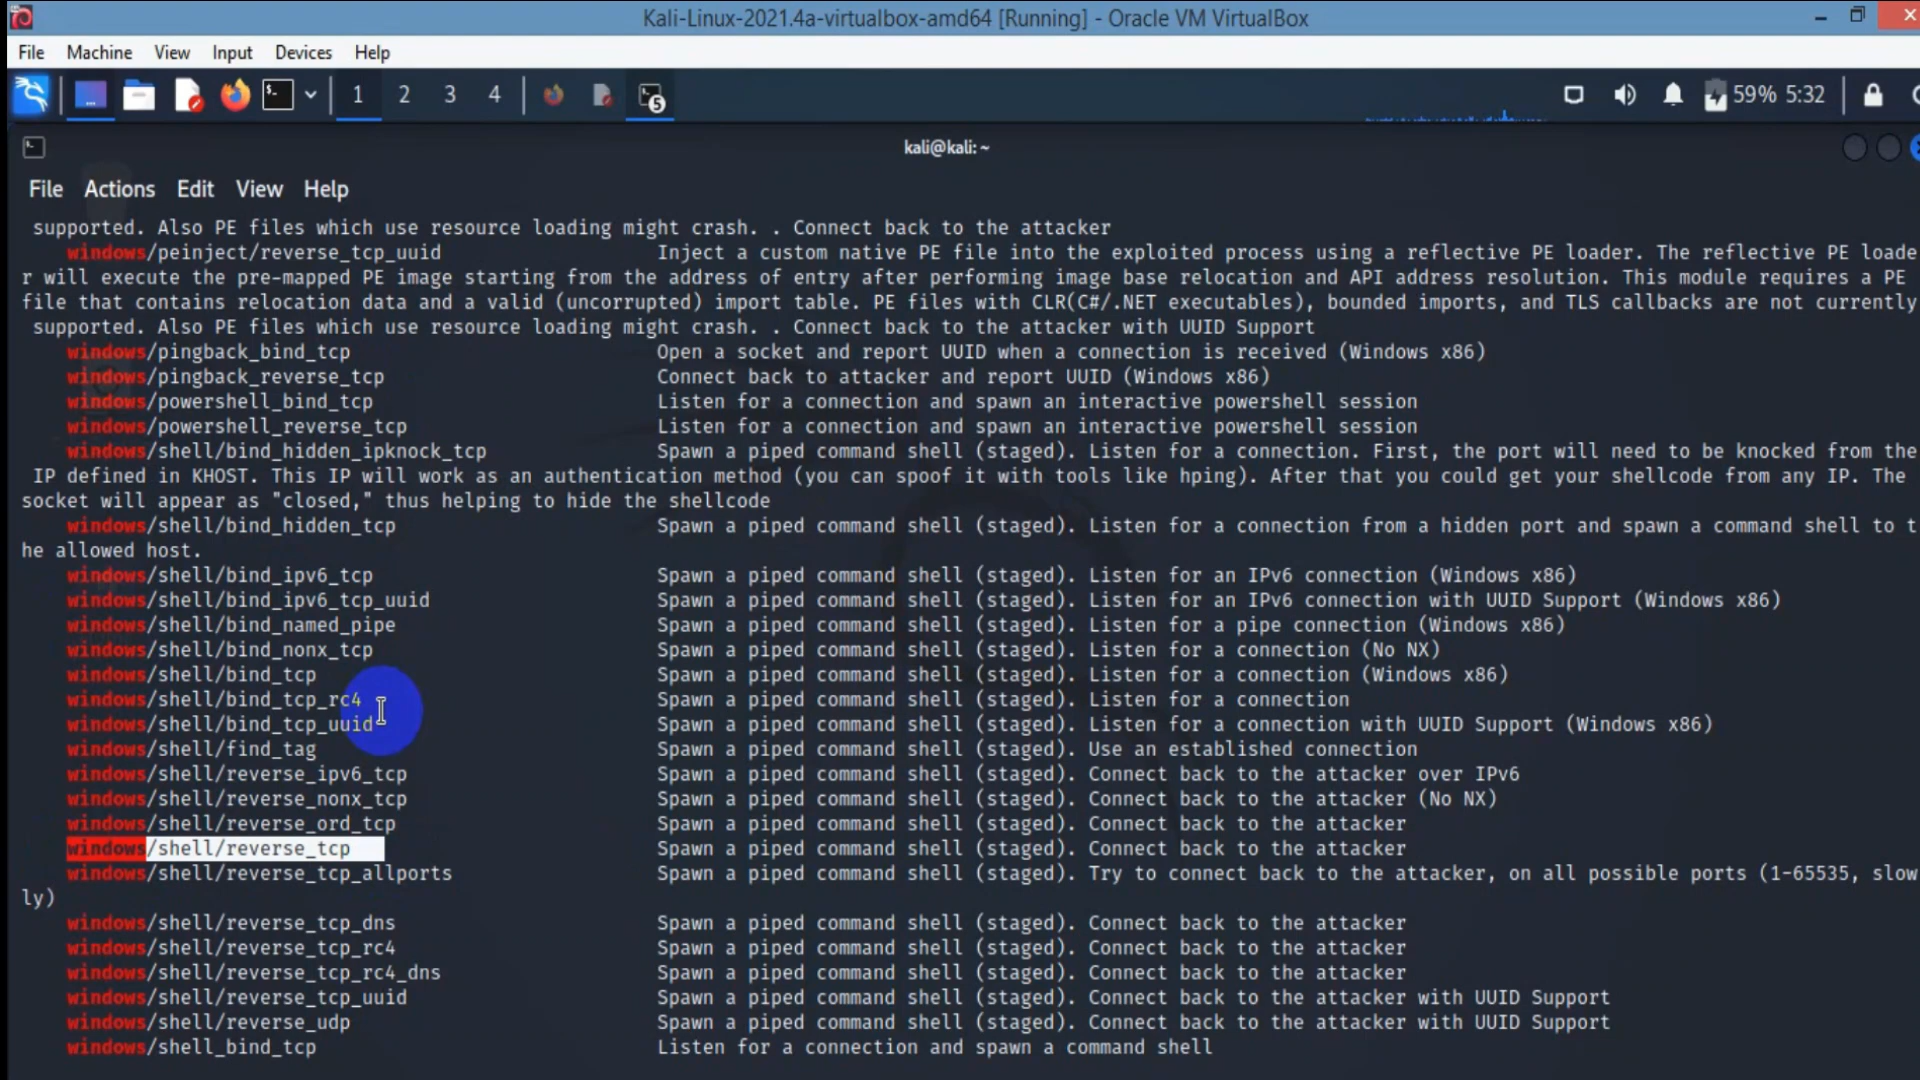 Kali-Linux-2021.4a-virtualbox-amd64 [Running] - Oracle VM VirtualBox
File Machine View Input Devices Help
1 2 3 4 5 59% 5:32
kali@kali: ~
File Actions Edit View Help
supported. Also PE files which use resource loading might crash. . Connect back to the attacker
windows/peinject/reverse_tcp_uuid Inject a custom native PE file into the exploited process using a reflective PE loader. The reflective PE loade
r will execute the pre-mapped PE image starting from the address of entry after performing image base relocation and API address resolution. This module requires a PE
file that contains relocation data and a valid (uncorrupted) import table. PE files with CLR(C#/.NET executables), bounded imports, and TLS callbacks are not currently
supported. Also PE files which use resource loading might crash. . Connect back to the attacker with UUID Support
windows/pingback_bind_tcp Open a socket and report UUID when a connection is received (Windows x86)
windows/pingback_reverse_tcp Connect back to attacker and report UUID (Windows x86)
windows/powershell_bind_tcp Listen for a connection and spawn an interactive powershell session
windows/powershell_reverse_tcp Listen for a connection and spawn an interactive powershell session
windows/shell/bind_hidden_ipknock_tcp Spawn a piped command shell (staged). Listen for a connection. First, the port will need to be knocked from the
IP defined in KHOST. This IP will work as an authentication method (you can spoof it with tools like hping). After that you could get your shellcode from any IP. The
socket will appear as "closed," thus helping to hide the shellcode
windows/shell/bind_hidden_tcp Spawn a piped command shell (staged). Listen for a connection from a hidden port and spawn a command shell to t
he allowed host.
windows/shell/bind_ipv6_tcp Spawn a piped command shell (staged). Listen for an IPv6 connection (Windows x86)
windows/shell/bind_ipv6_tcp_uuid Spawn a piped command shell (staged). Listen for an IPv6 connection with UUID Support (Windows x86)
windows/shell/bind_named_pipe Spawn a piped command shell (staged). Listen for a pipe connection (Windows x86)
windows/shell/bind_nonx_tcp Spawn a piped command shell (staged). Listen for a connection (No NX)
windows/shell/bind_tcp Spawn a piped command shell (staged). Listen for a connection (Windows x86)
windows/shell/bind_tcp_rc4 Spawn a piped command shell (staged). Listen for a connection
windows/shell/bind_tcp_uuid Spawn a piped command shell (staged). Listen for a connection with UUID Support (Windows x86)
windows/shell/find_tag Spawn a piped command shell (staged). Use an established connection
windows/shell/reverse_ipv6_tcp Spawn a piped command shell (staged). Connect back to the attacker over IPv6
windows/shell/reverse_nonx_tcp Spawn a piped command shell (staged). Connect back to the attacker (No NX)
windows/shell/reverse_ord_tcp Spawn a piped command shell (staged). Connect back to the attacker
windows/shell/reverse_tcp Spawn a piped command shell (staged). Connect back to the attacker
windows/shell/reverse_tcp_allports Spawn a piped command shell (staged). Try to connect back to the attacker, on all possible ports (1-65535, slow
ly)
windows/shell/reverse_tcp_dns Spawn a piped command shell (staged). Connect back to the attacker
windows/shell/reverse_tcp_rc4 Spawn a piped command shell (staged). Connect back to the attacker
windows/shell/reverse_tcp_rc4_dns Spawn a piped command shell (staged). Connect back to the attacker
windows/shell/reverse_tcp_uuid Spawn a piped command shell (staged). Connect back to the attacker with UUID Support
windows/shell/reverse_udp Spawn a piped command shell (staged). Connect back to the attacker with UUID Support
windows/shell_bind_tcp Listen for a connection and spawn a command shell